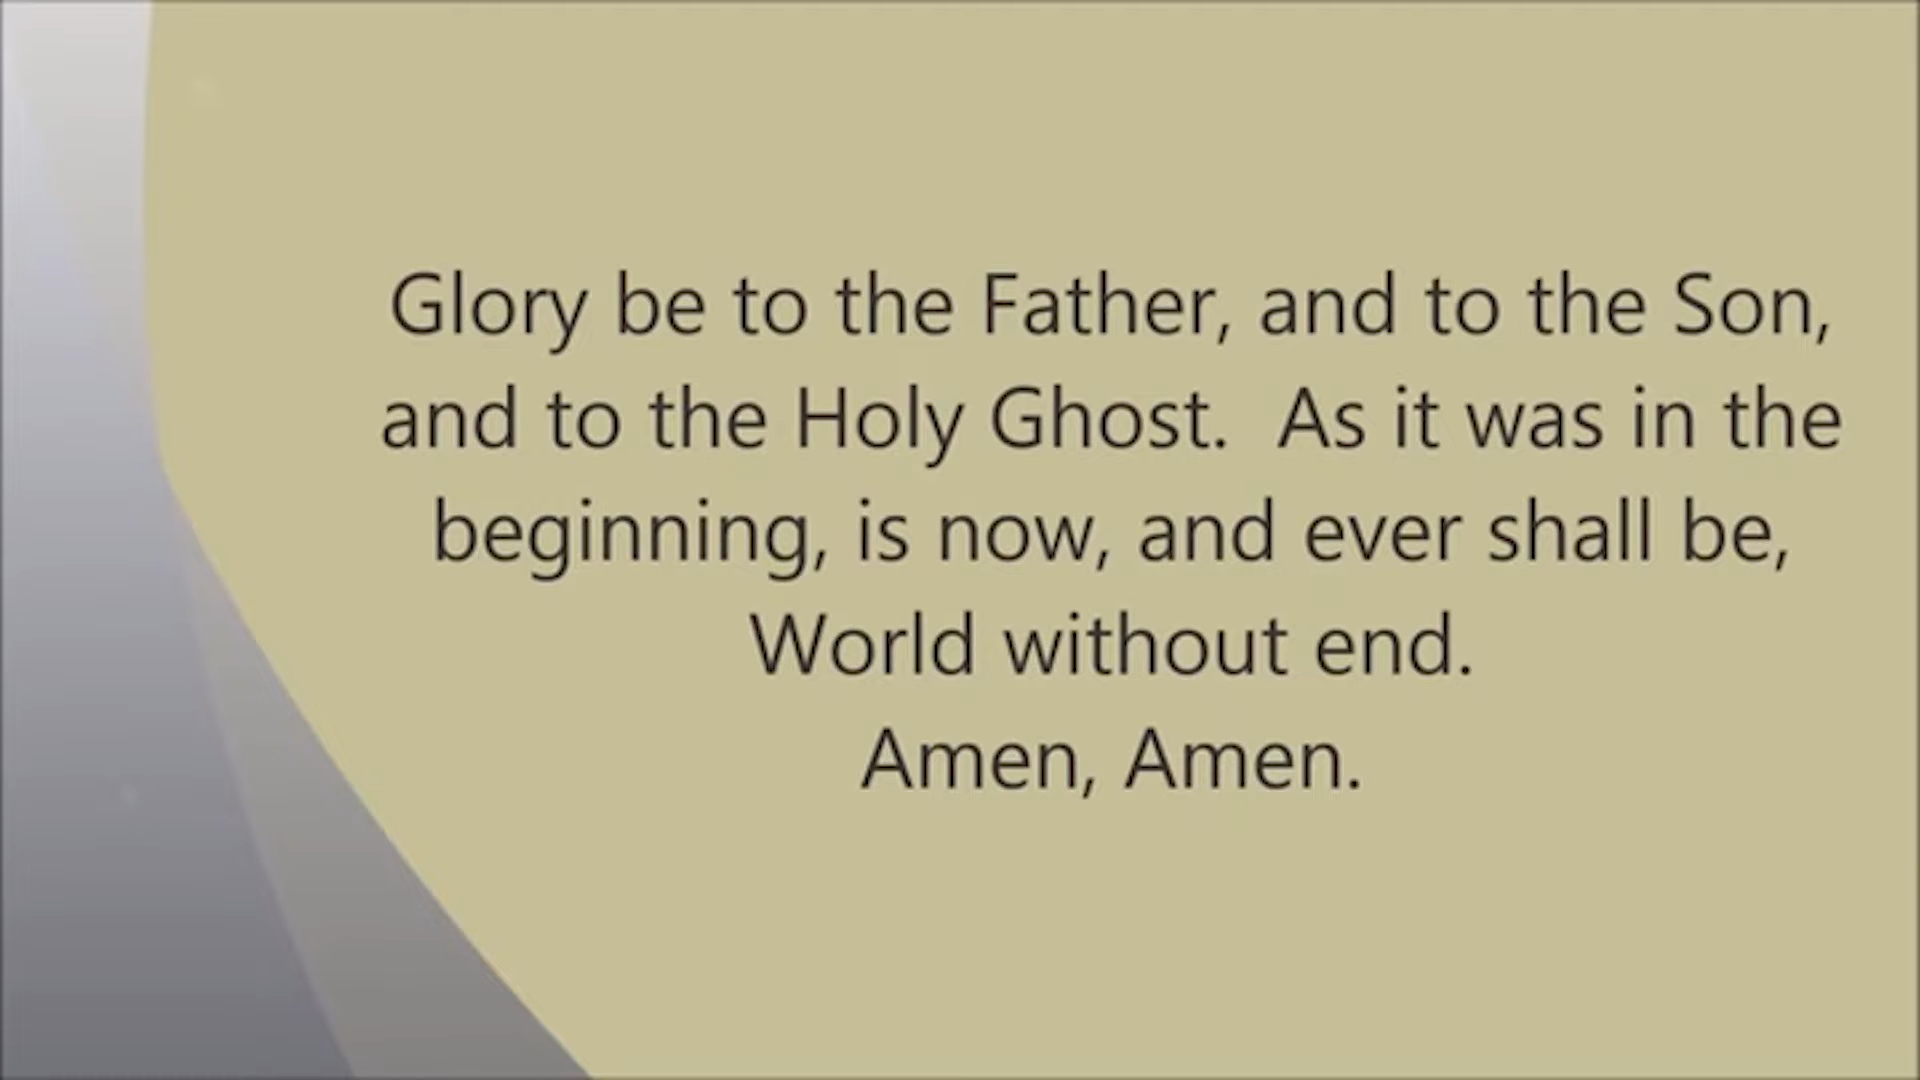 Glory be to the Father, and to the Son,
and to the Holy Ghost.  As it was in the
beginning, is now, and ever shall be,
World without end.
Amen, Amen.